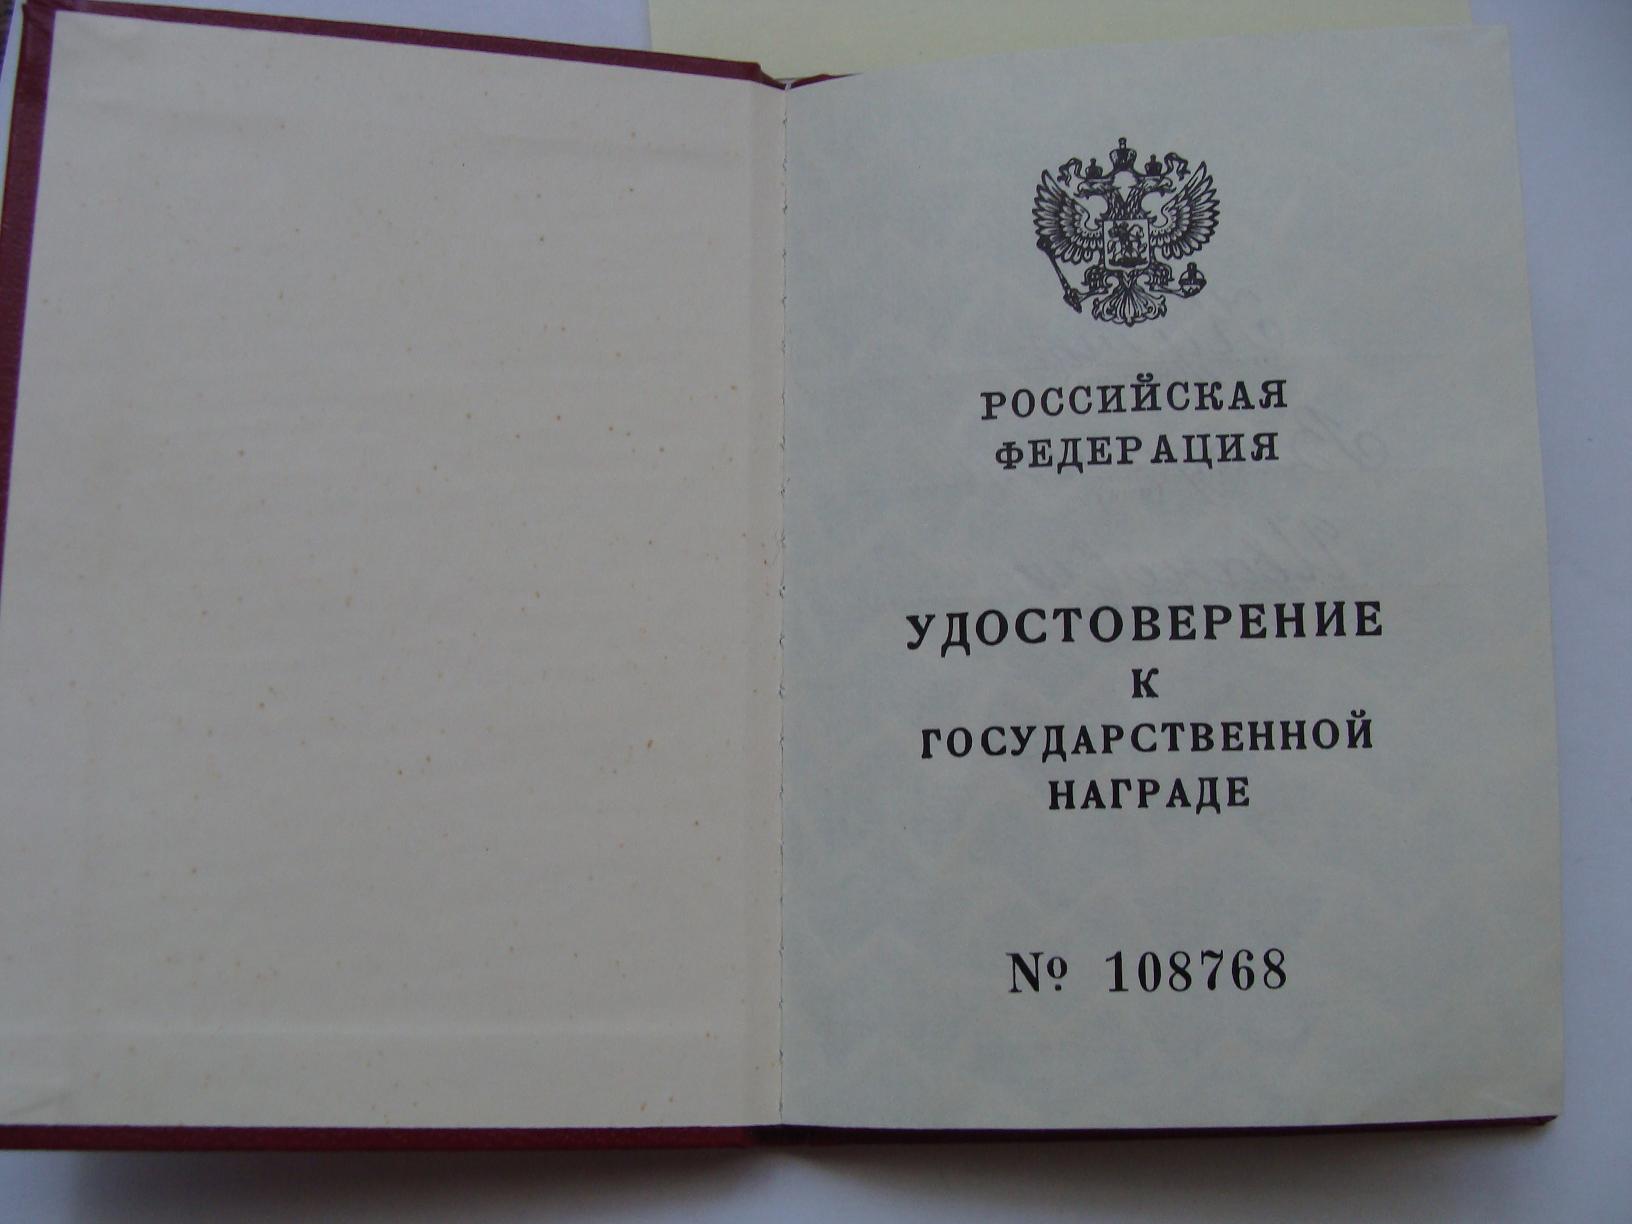 РОССИЙСКАЯ
ФЕДЕРАЦИЯ
УДОСТОВЕРЕНИЕ
К
ГОСУДАРСТВЕННОЙ
НАГРАДЕ
№ 108768